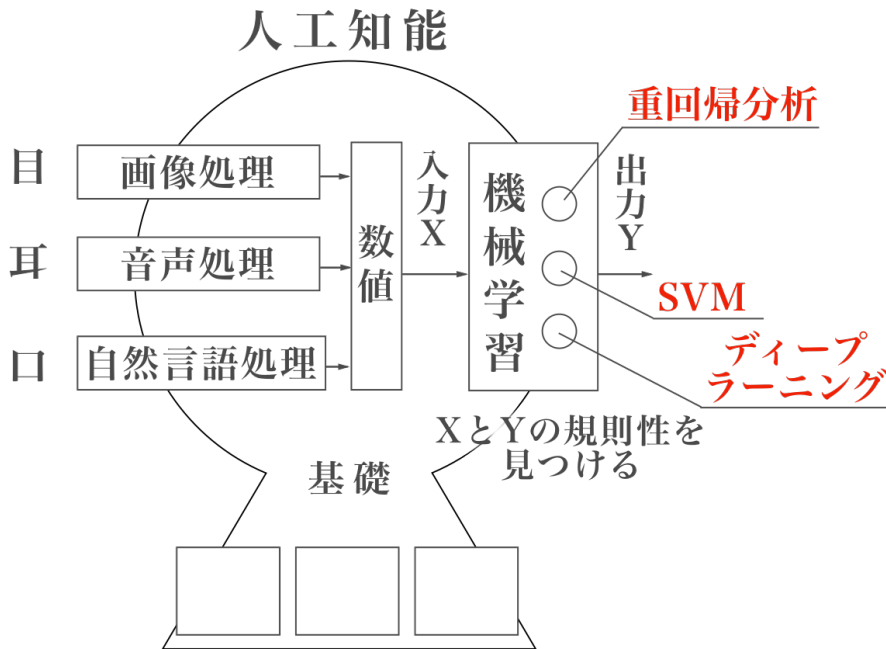 人工知能
重回帰分析
目
画像処理
耳
音声処理
口
自然言語処理
数値
入力X
機械学習
出力Y
SVM
ディープ
ラーニング
XとYの規則性を
見つける
基礎